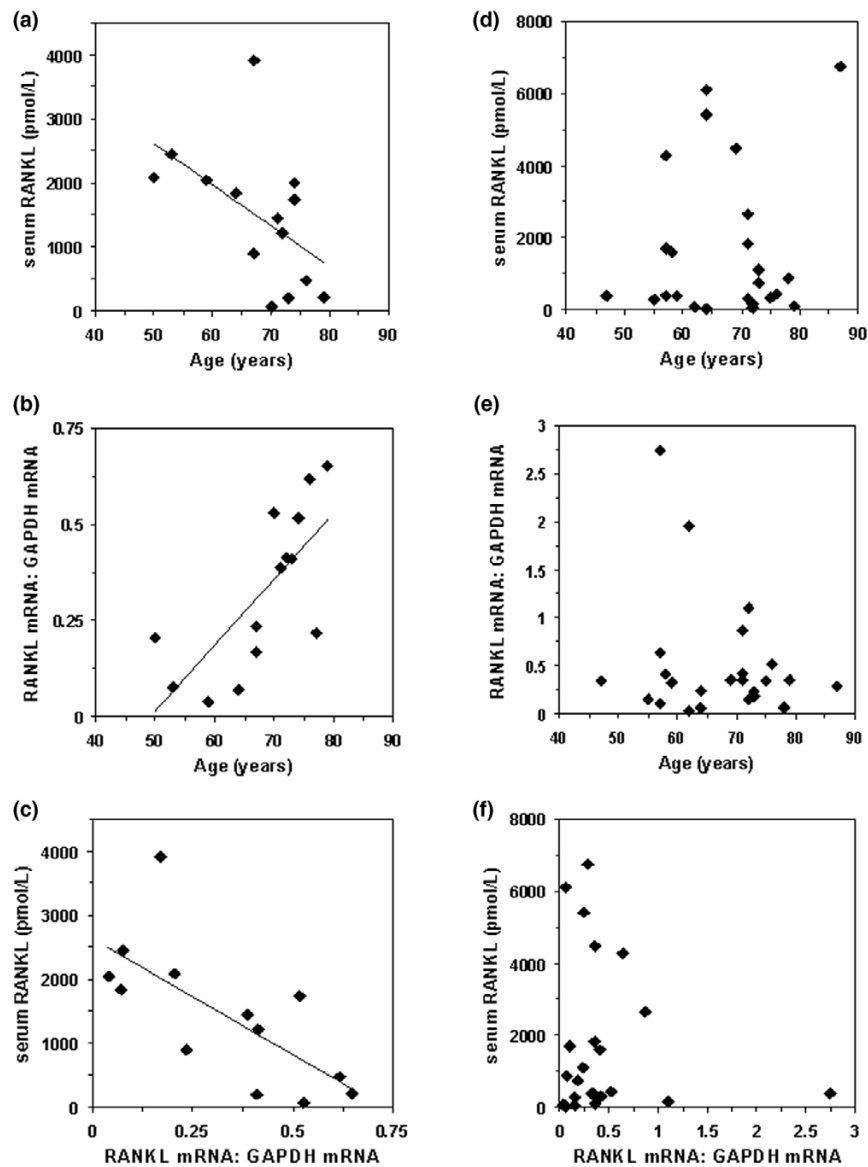 (a)
serum RANKL (pmol/L)
4000
3000
2000
1000
0
40 50 60 70 80 90
Age (years)
(d)
serum RANKL (pmol/L)
8000
6000
4000
2000
0
40 50 60 70 80 90
Age (years)
(b)
RANKL mRNA: GAPDH mRNA
0.75
0.5
0.25
0
40 50 60 70 80 90
Age (years)
(e)
RANKL mRNA: GAPDH mRNA
3
2.5
2
1.5
1
0.5
0
40 50 60 70 80 90
Age (years)
(c)
serum RANKL (pmol/L)
4000
3000
2000
1000
0
0 0.25 0.5 0.75
RANKL mRNA: GAPDH mRNA
(f)
serum RANKL (pmol/L)
8000
6000
4000
2000
0
0 0.5 1 1.5 2 2.5 3
RANKL mRNA: GAPDH mRNA